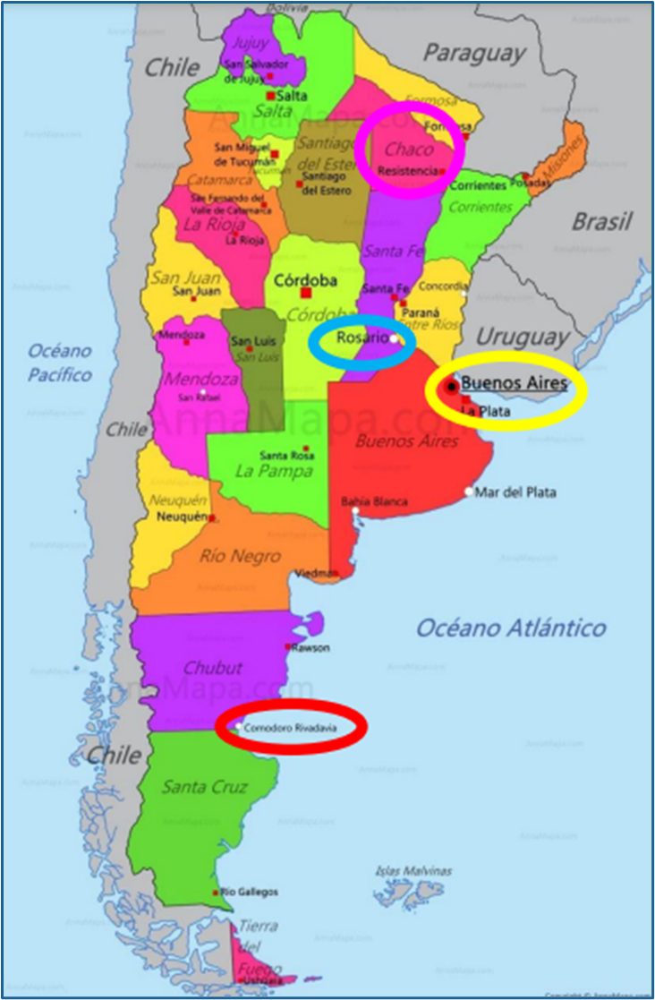 Bolivia
Jujuy
Chile
Paraguay
San Salvador
de Jujuy
Salta
Salta
AnnaMapa.com
Formosa
Formosa
San Miguel
de Tucumán
Tucumán
Santiago
del Estero
Chaco
Resistencia
Misiones
Catamarca
Santiago
del Estero
Corrientes
Posadas
San Fernando del
Valle de Catamarca
Corrientes
La Rioja
La Rioja
Brasil
Santa Fe
San Juan
San Juan
Córdoba
Córdoba
Santa Fe
Concordia
Paraná
Entre Ríos
Mendoza
San Luis
San Luis
Rosario
Uruguay
Océano
Pacífico
Mendoza
San Rafael
Buenos Aires
La Plata
Chile
AnnaMapa.com
Buenos Aires
Santa Rosa
La Pampa
Neuquén
Neuquén
Bahía Blanca
Mar del Plata
Río Negro
Viedma
Océano Atlántico
Rawson
Chubut
AnnaMapa.com
Comodoro Rivadavia
Chile
Santa Cruz
Islas Malvinas
Río Gallegos
Tierra
del
Fuego
Ushuaia